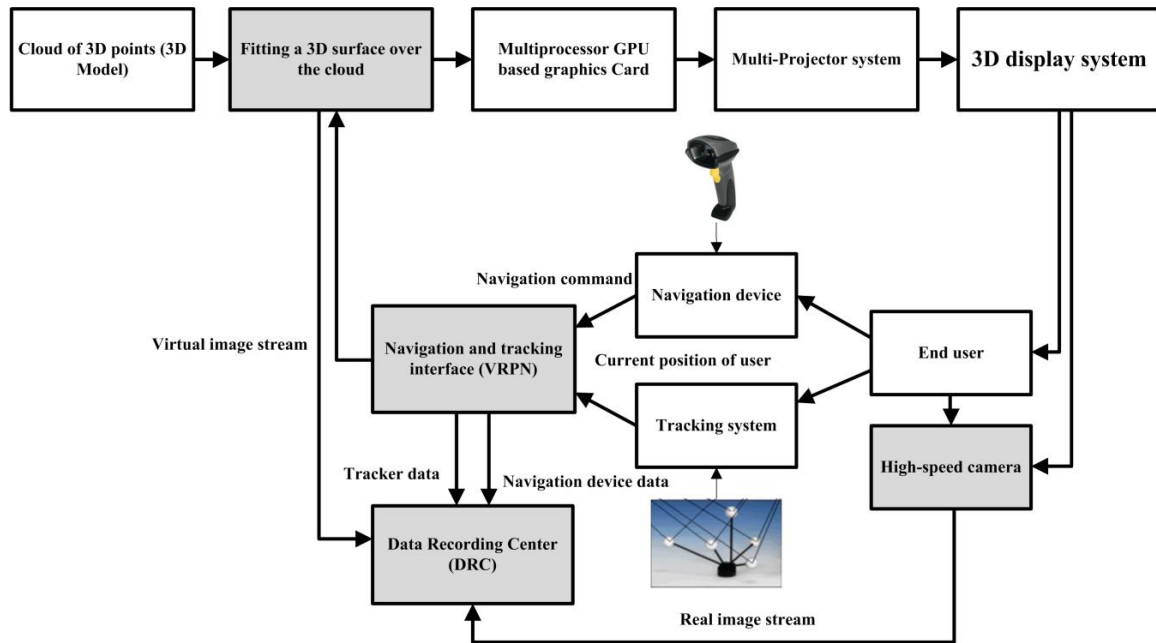 Cloud of 3D points (3D
Model)
Fitting a 3D surface over
the cloud
Multiprocessor GPU
based graphics Card
Multi-Projector system
3D display system
Navigation command
Navigation device
Virtual image stream
Navigation and tracking
interface (VRPN)
Current position of user
End user
Tracking system
High-speed camera
Tracker data
Navigation device data
Data Recording Center
(DRC)
Real image stream